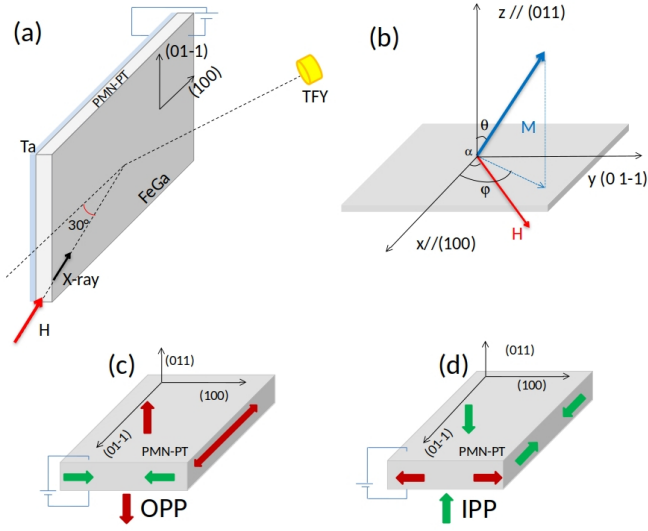 (a)
(01-1)
(100)
PMN-PT
TFY
Ta
FeGa
30º
X-ray
H
(b)
z // (011)
θ
M
α
φ
y (0 1-1)
H
x//(100)
(c)
(011)
(100)
(01-1)
PMN-PT
OPP
(d)
(011)
(100)
(01-1)
PMN-PT
IPP